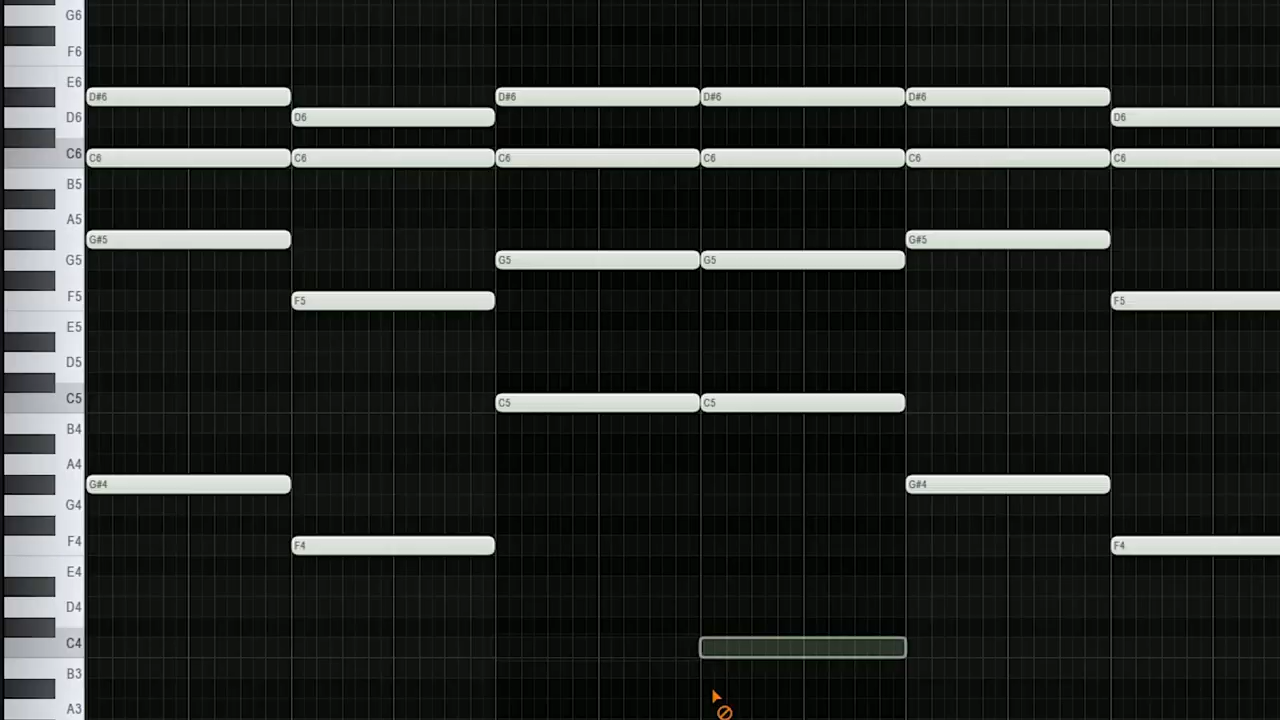 G6
F6
E6
D#6 D#6 D#6 D#6
D6 D6 D6
C6 C6 C6 C6 C6 C6 C6
B5
A5
G#5 G#5
G5 G5 G5
F5 F5 F5
E5
D5
C5 C5 C5
B4
A4
G#4 G#4
G4
F4 F4 F4
E4
D4
C4
B3
A3